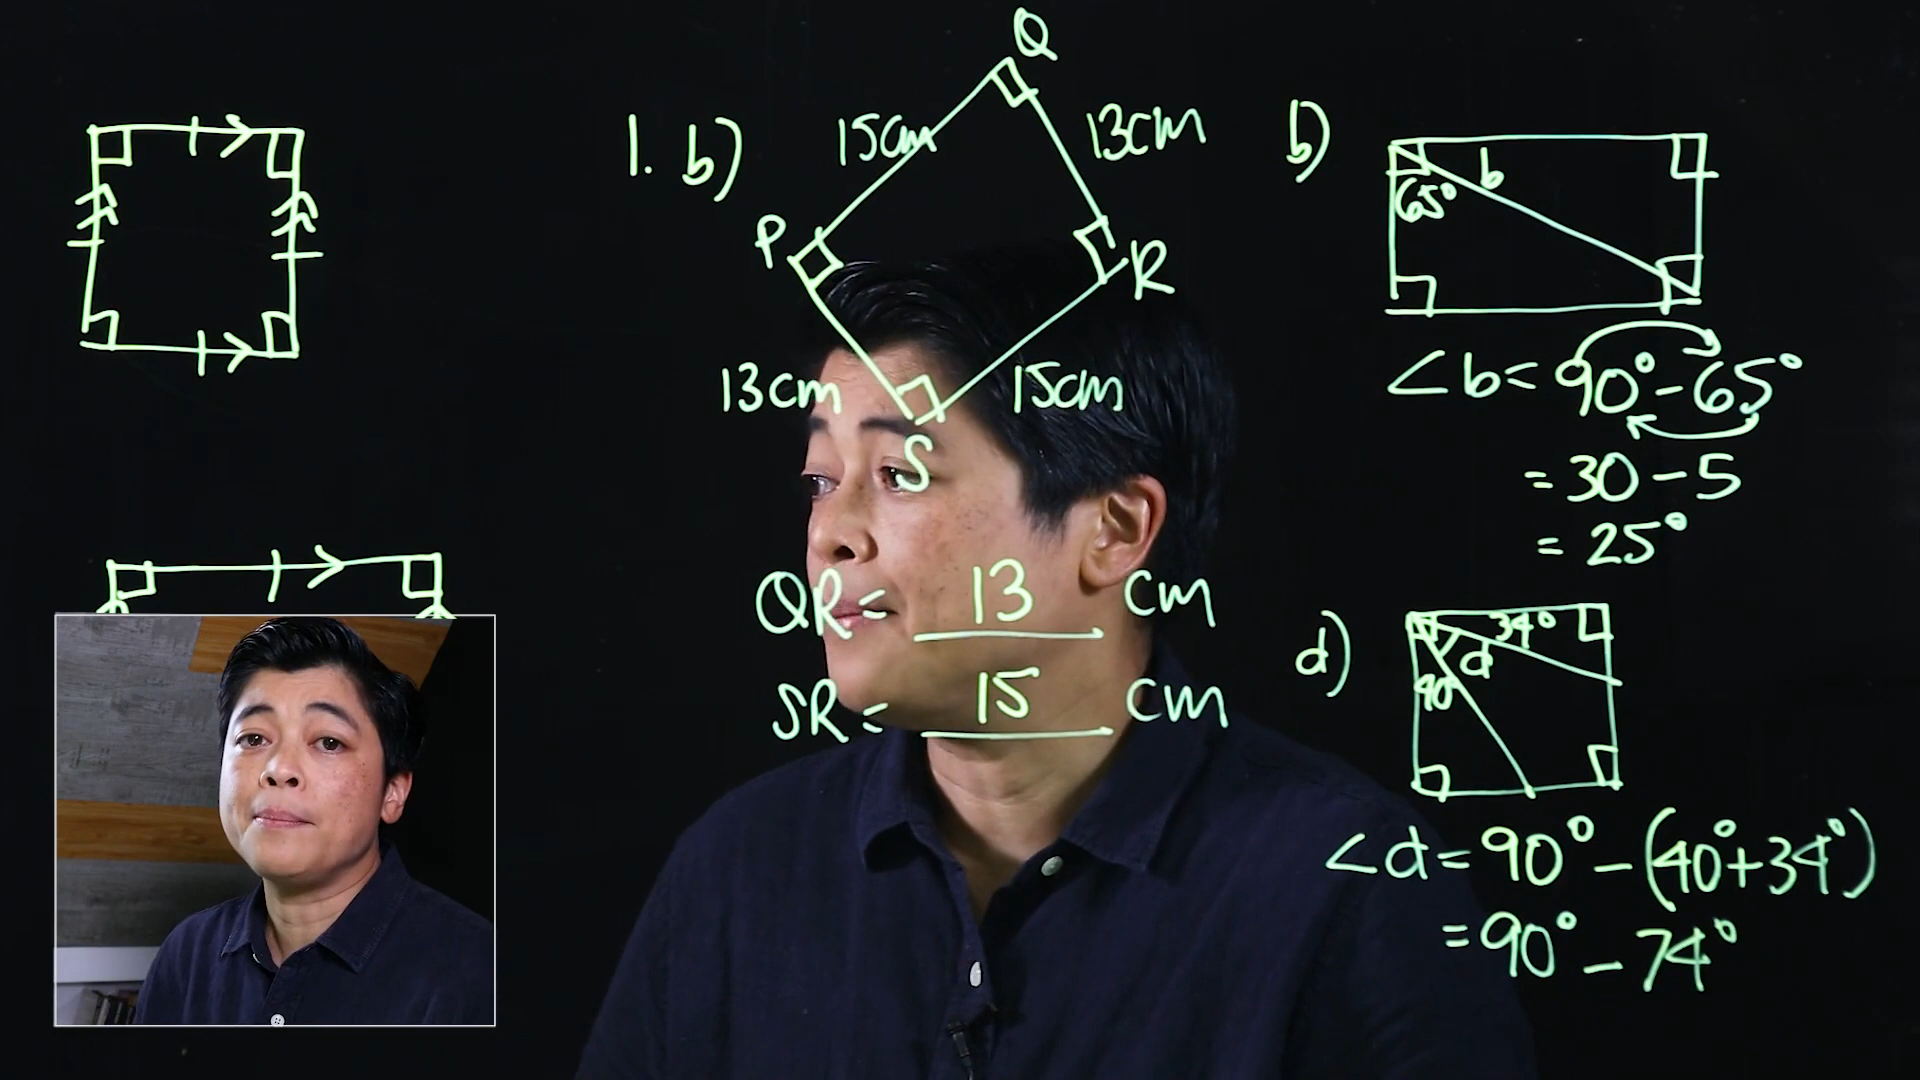 1. b)
Q
15cm
13cm
P
R
13cm
15cm
S
QR = 13 cm
SR = 15 cm
b)
b
65°
∠b = 90° - 65°
= 30 - 5
= 25°
d)
34°
d
40°
∠d = 90° - (40° + 34°)
= 90° - 74°